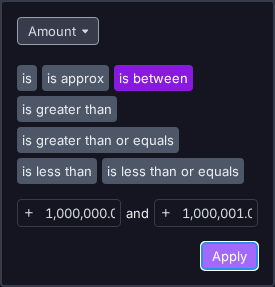 Amount
is is approx is between
is greater than
is greater than or equals
is less than is less than or equals
+ 1,000,000.0 and + 1,000,001.0
Apply